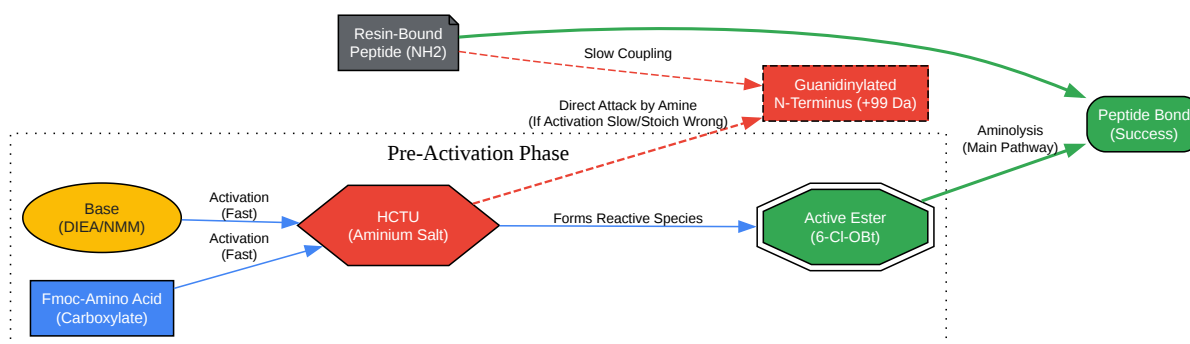 Resin-Bound
Peptide (NH2)
Slow Coupling
Guanidinylated
N-Terminus (+99 Da)
Direct Attack by Amine
(If Activation Slow/Stoich Wrong)
Peptide Bond
(Success)
Aminolysis
(Main Pathway)
Pre-Activation Phase
Base
(DIEA/NMM)
Activation
(Fast)
Activation
(Fast)
HCTU
(Aminium Salt)
Forms Reactive Species
Active Ester
(6-Cl-OBt)
Fmoc-Amino Acid
(Carboxylate)